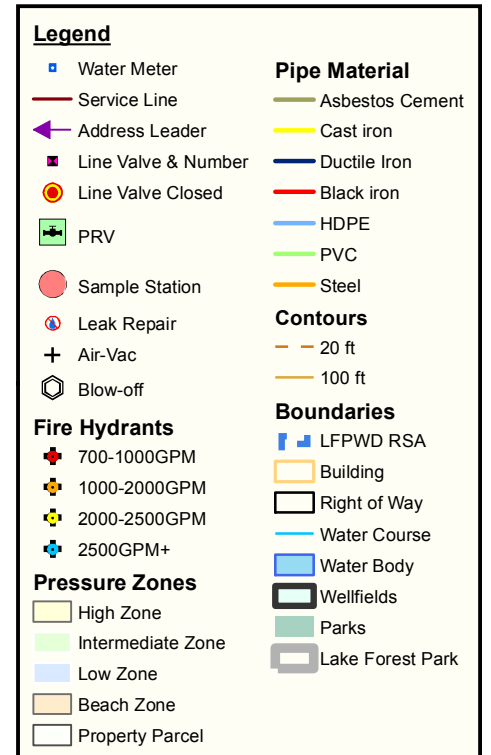 Legend
Water Meter
Service Line
Address Leader
Line Valve & Number
Line Valve Closed
PRV
Sample Station
Leak Repair
Air-Vac
Blow-off
Fire Hydrants
700-1000GPM
1000-2000GPM
2000-2500GPM
2500GPM+
Pressure Zones
High Zone
Intermediate Zone
Low Zone
Beach Zone
Property Parcel
Pipe Material
Asbestos Cement
Cast iron
Ductile Iron
Black iron
HDPE
PVC
Steel
Contours
20 ft
100 ft
Boundaries
LFPWD RSA
Building
Right of Way
Water Course
Water Body
Wellfields
Parks
Lake Forest Park